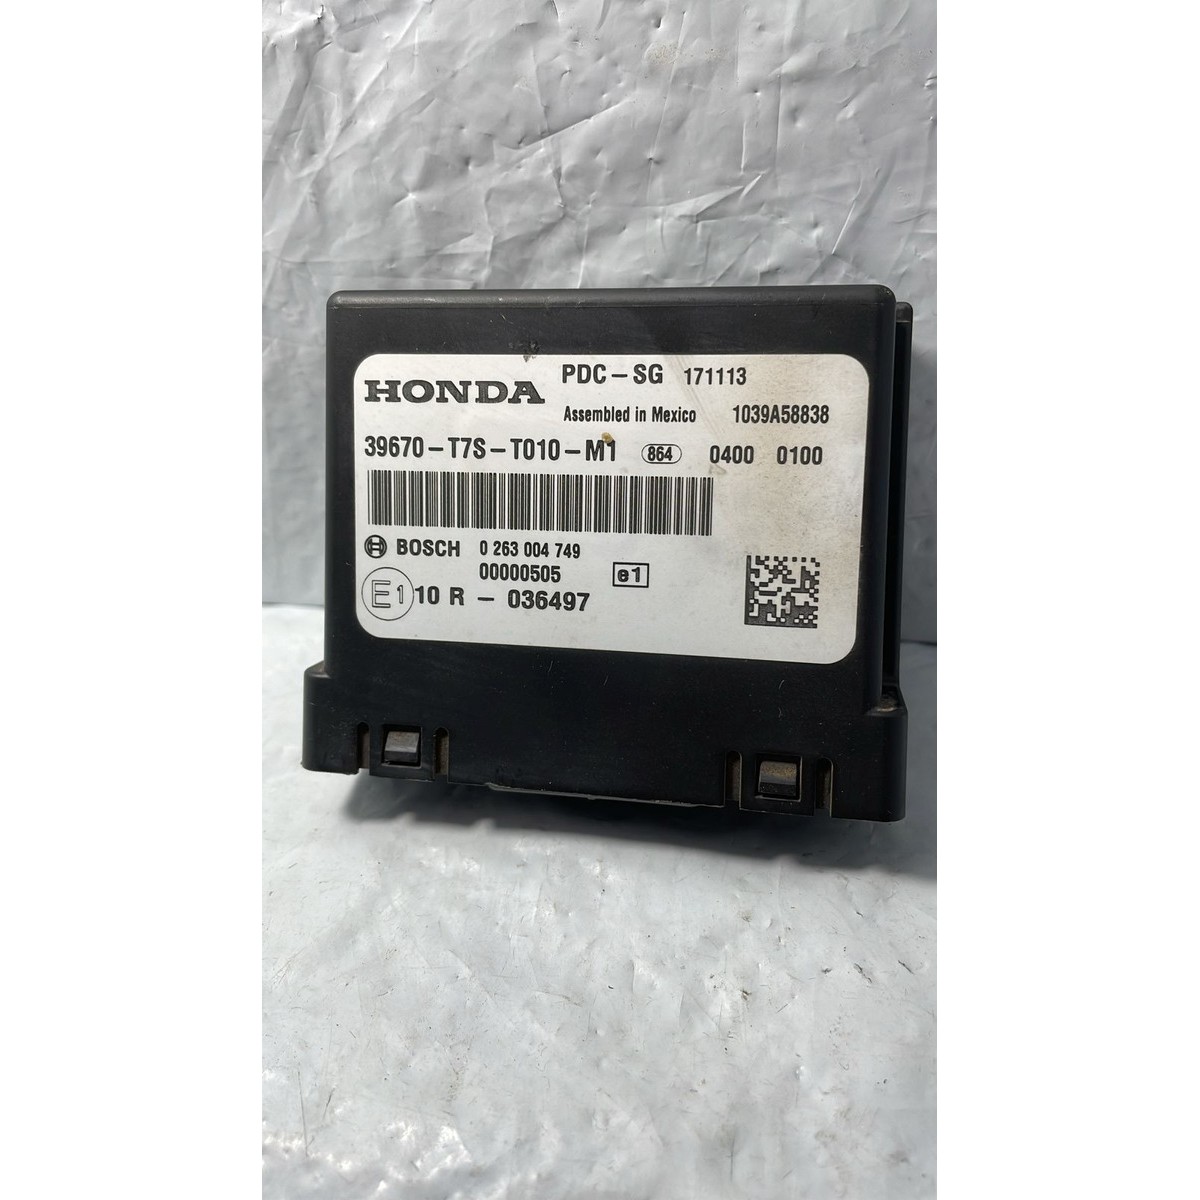 HONDA PDC-SG 171113
Assembled in Mexico 1039A58838
39670-T7S-T010-M1 864 0400 0100
BOSCH 0 263 004 749
00000505 e1
E1 10 R - 036497